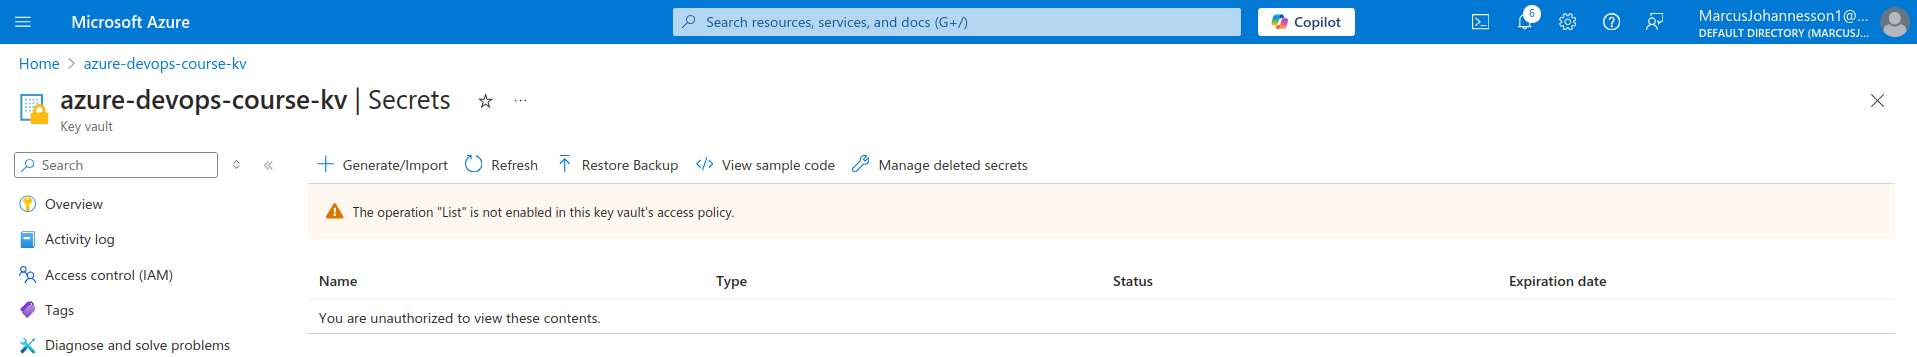 Microsoft Azure
Search resources, services, and docs (G+/)
Copilot
6
MarcusJohannesson1@...
DEFAULT DIRECTORY (MARCUSJ...
Home > azure-devops-course-kv
azure-devops-course-kv | Secrets
Key vault
Search
Generate/Import
Refresh
Restore Backup
View sample code
Manage deleted secrets
Overview
Activity log
Access control (IAM)
Tags
Diagnose and solve problems
The operation "List" is not enabled in this key vault's access policy.
Name Type Status Expiration date
You are unauthorized to view these contents.